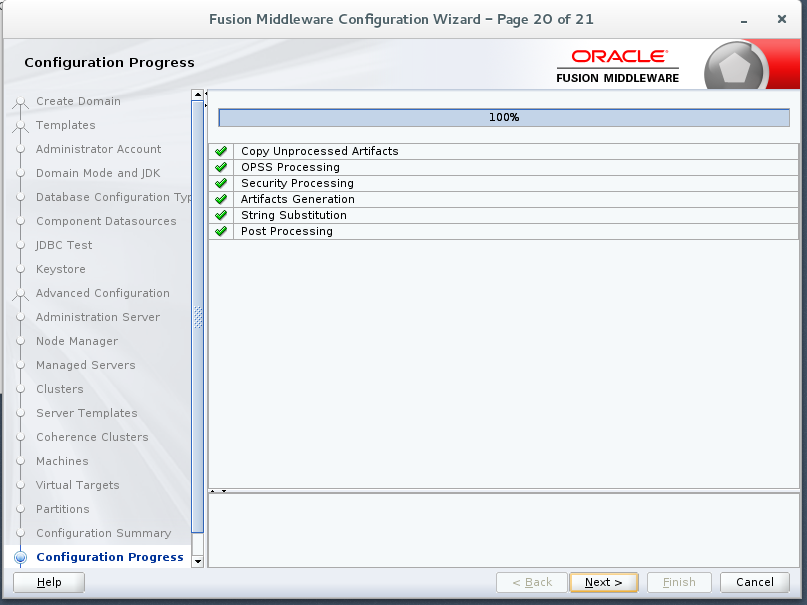 Fusion Middleware Configuration Wizard – Page 20 of 21
Configuration Progress
ORACLE
FUSION MIDDLEWARE
Create Domain
Templates
Administrator Account
Domain Mode and JDK
Database Configuration Typ
Component Datasources
JDBC Test
Keystore
Advanced Configuration
Administration Server
Node Manager
Managed Servers
Clusters
Server Templates
Coherence Clusters
Machines
Virtual Targets
Partitions
Configuration Summary
Configuration Progress
100%
Copy Unprocessed Artifacts
OPSS Processing
Security Processing
Artifacts Generation
String Substitution
Post Processing
Help
< Back
Next >
Finish
Cancel